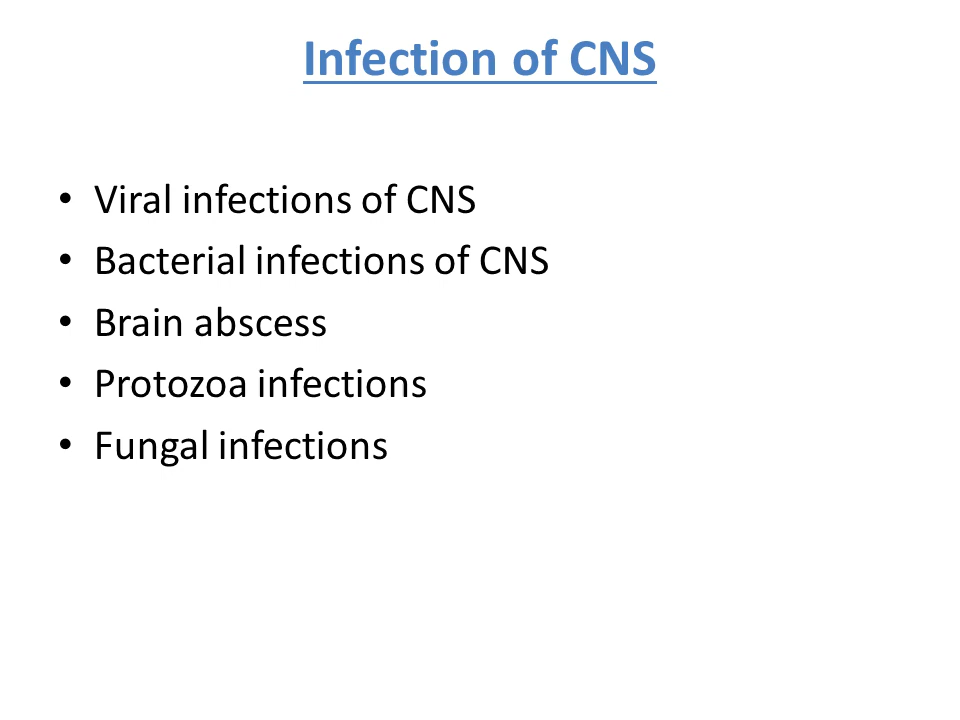 Infection of CNS
• Viral infections of CNS
• Bacterial infections of CNS
• Brain abscess
• Protozoa infections
• Fungal infections